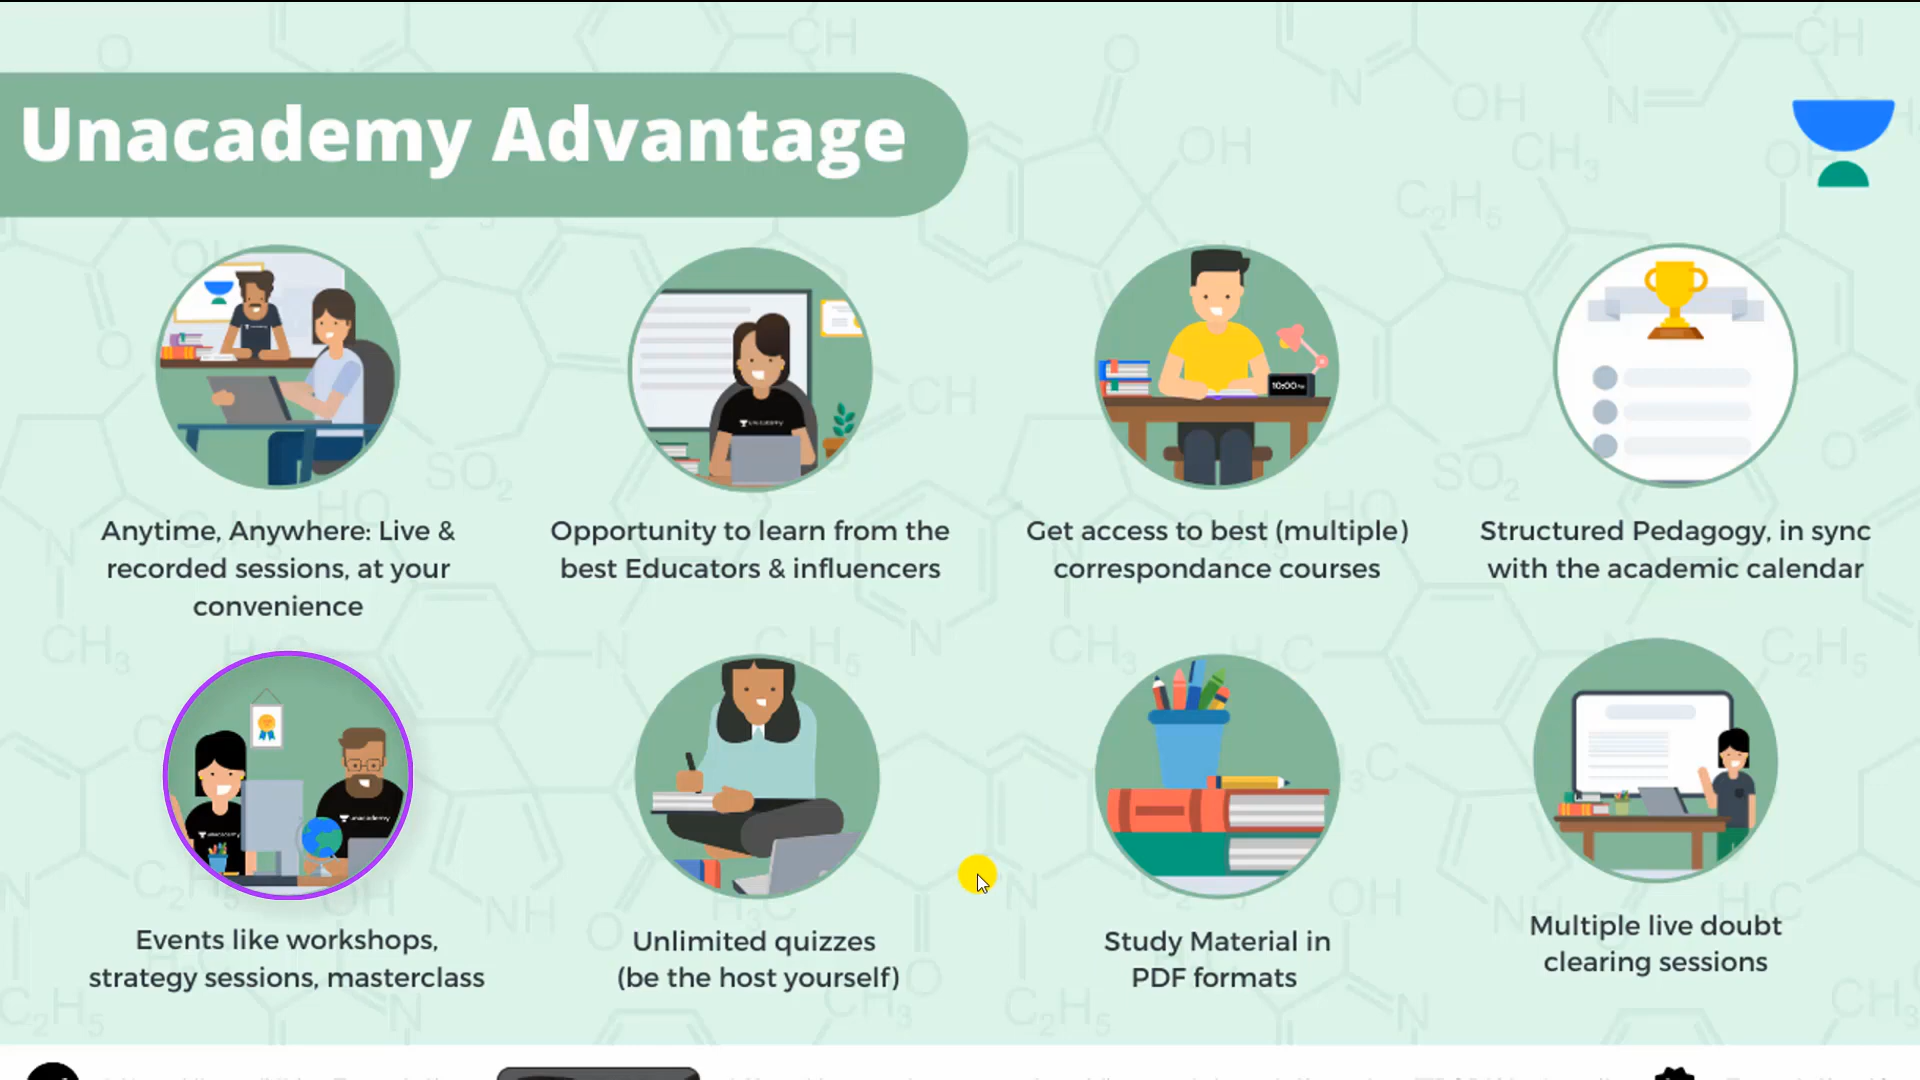 Unacademy Advantage
Anytime, Anywhere: Live &
recorded sessions, at your
convenience
Opportunity to learn from the
best Educators & influencers
10:00
Get access to best (multiple)
correspondance courses
Structured Pedagogy, in sync
with the academic calendar
Events like workshops,
strategy sessions, masterclass
Unlimited quizzes
(be the host yourself)
Study Material in
PDF formats
Multiple live doubt
clearing sessions